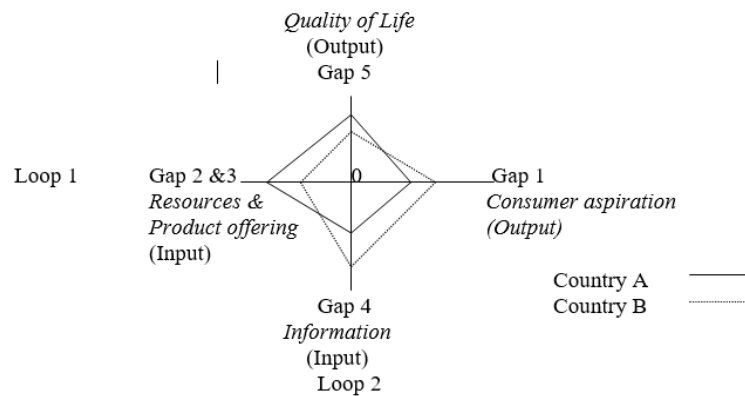 Quality of Life
(Output)
Gap 5
Loop 1
Gap 2 &3
0
Gap 1
Resources &
Product offering
(Input)
Consumer aspiration
(Output)
Country A
Country B
Gap 4
Information
(Input)
Loop 2